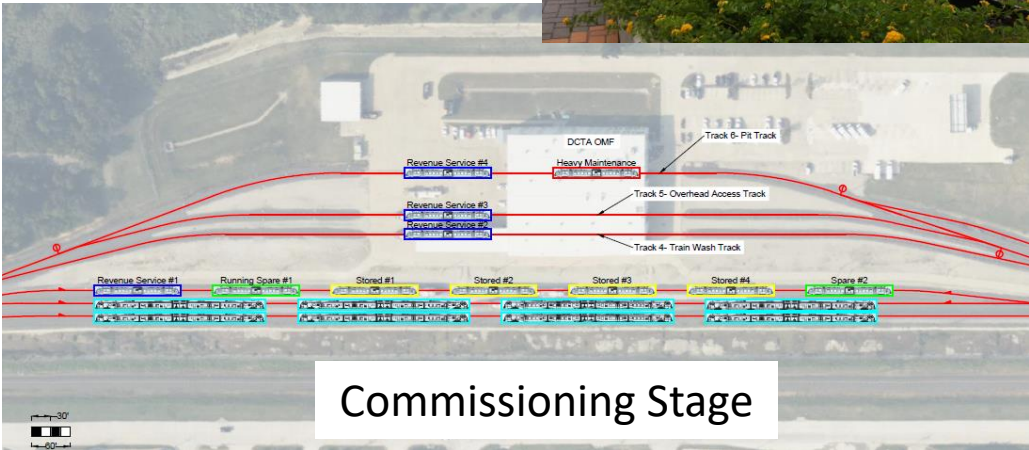 DCTA OMF
Track 6- Pit Track
Revenue Service #4
Heavy Maintenance
Track 5- Overhead Access Track
Revenue Service #3
Revenue Service #2
Track 4- Train Wash Track
Revenue Service #1
Running Spare #1
Stored #1
Stored #2
Stored #3
Stored #4
Spare #2
Commissioning Stage
30'
60'